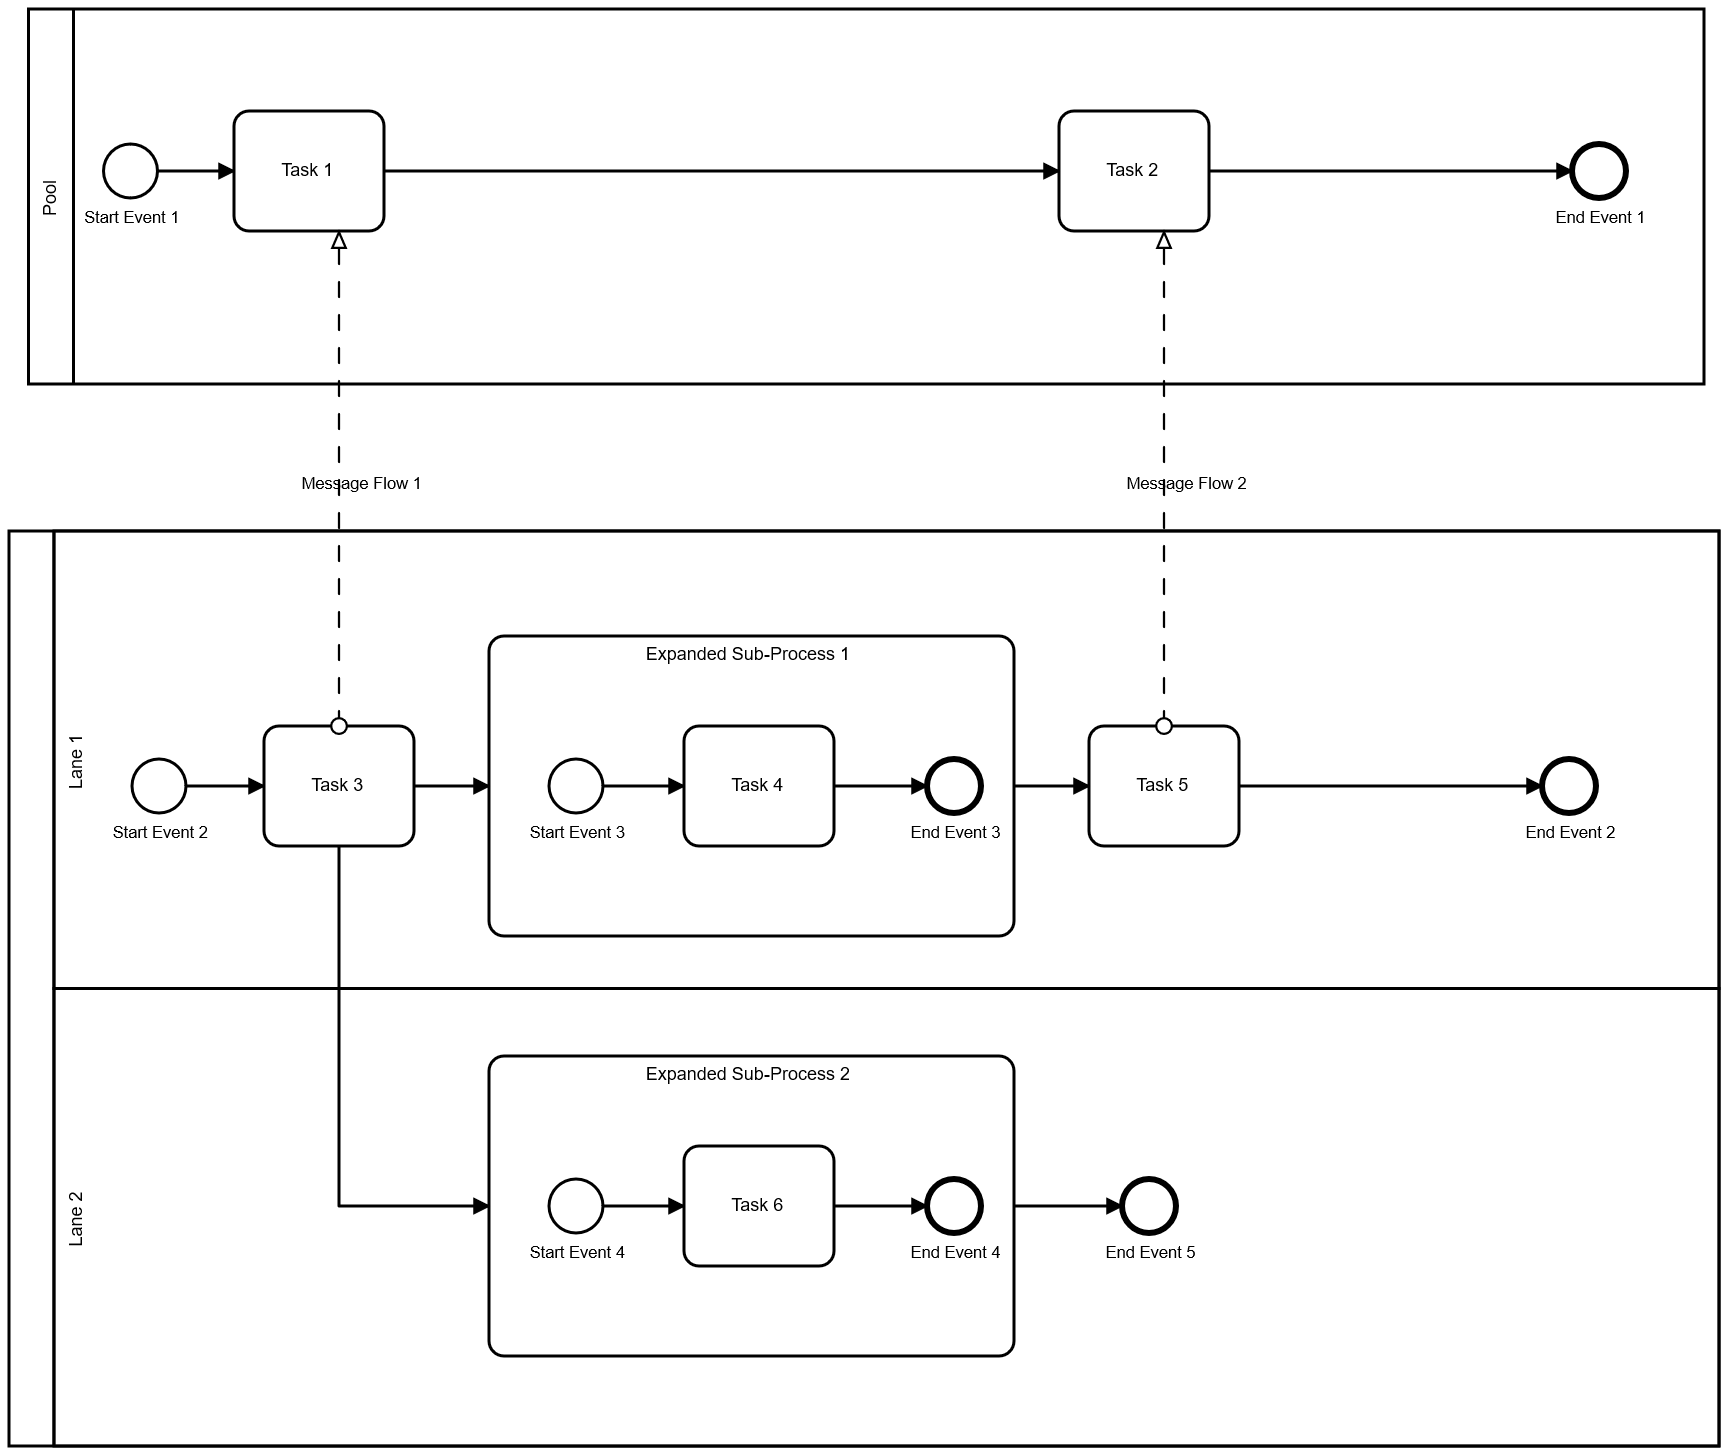 Pool
Task 1
Task 2
Start Event 1
End Event 1
Message Flow 1
Message Flow 2
Lane 1
Expanded Sub-Process 1
Task 3
Task 4
Task 5
Start Event 2
Start Event 3
End Event 3
End Event 2
Lane 2
Expanded Sub-Process 2
Task 6
Start Event 4
End Event 4
End Event 5